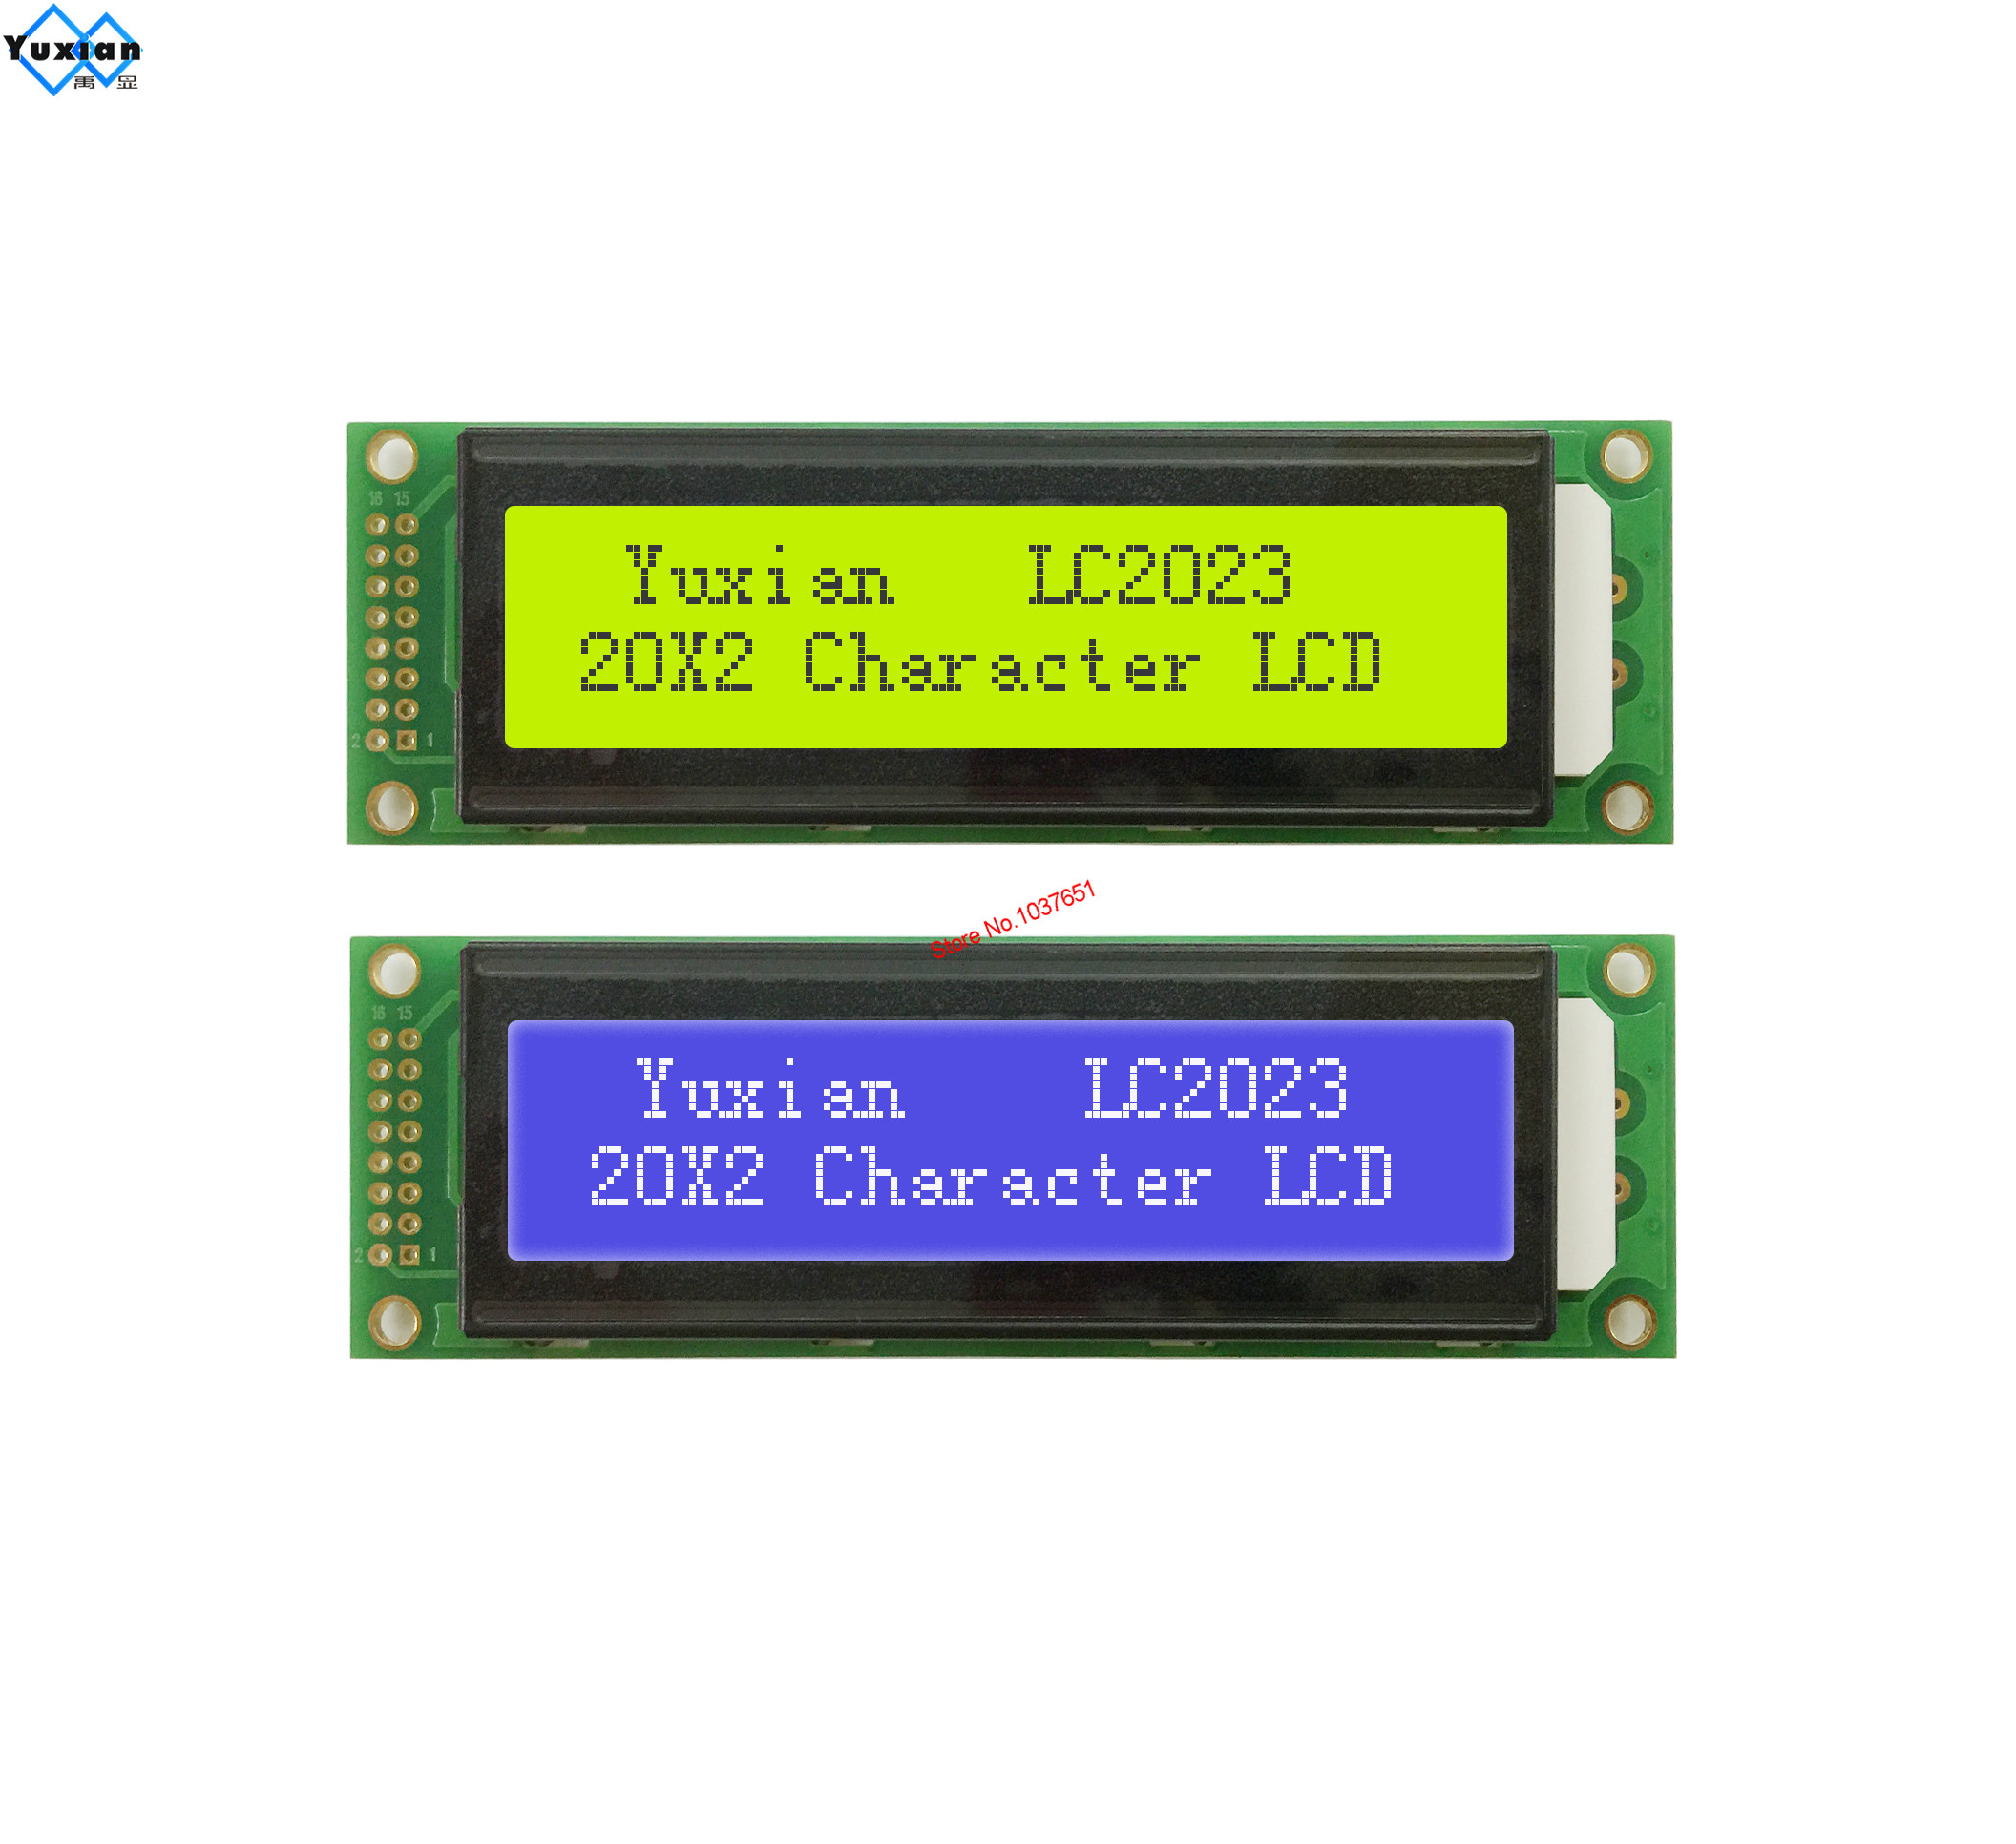 Yuxian
禹显
16 15
Yuxian LC2023
20X2 Character LCD
2 1
Store No.1037651
16 15
Yuxian LC2023
20X2 Character LCD
2 1